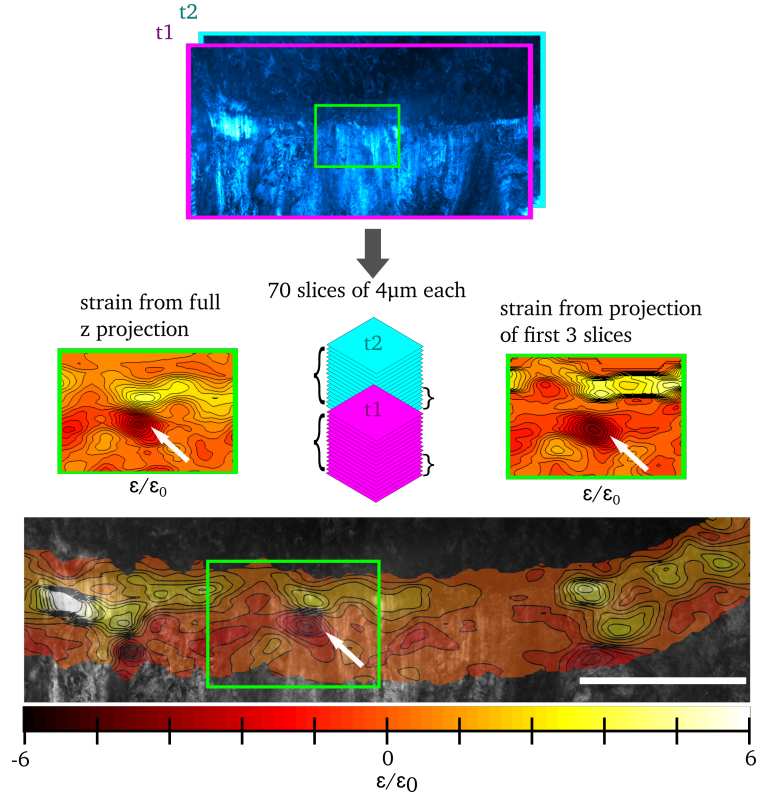 t2
t1
70 slices of 4μm each
strain from full
z projection
strain from projection
of first 3 slices
t2
t1
ε/ε0
ε/ε0
-6
0
6
ε/ε0